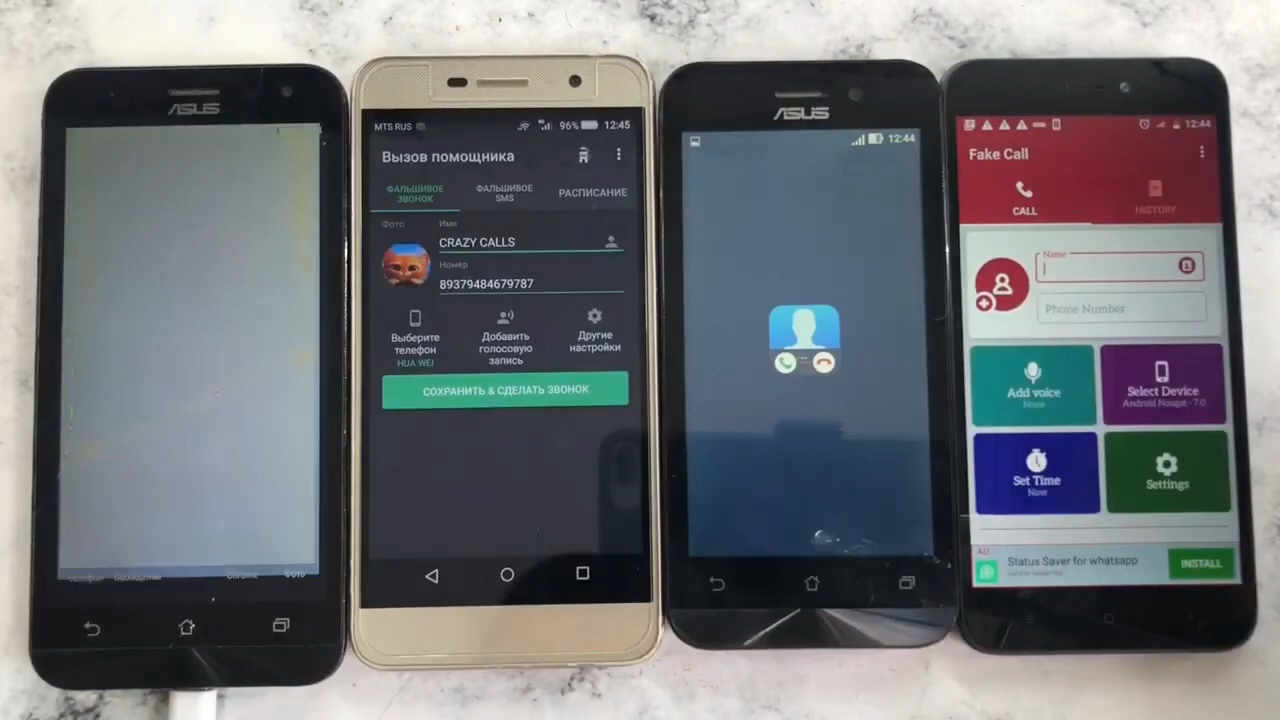 ASUS
Chrome
MTS RUS 96% 12:45
Вызов помощника
ФАЛЬШИВОЕ ЗВОНОК
ФАЛЬШИВОЕ SMS
РАСПИСАНИЕ
Фото
Имя
CRAZY CALLS
Номер
89379484679787
Выберите телефон
HUA WEI
Добавить голосовую запись
Другие настройки
СОХРАНИТЬ & СДЕЛАТЬ ЗВОНОК
ASUS
12:44
12:44
Fake Call
CALL
HISTORY
Name
Phone Number
Add voice
None
Select Device
Android Nougat - 7.0
Set Time
Now
Settings
AD
Status Saver for whatsapp
INSTALL